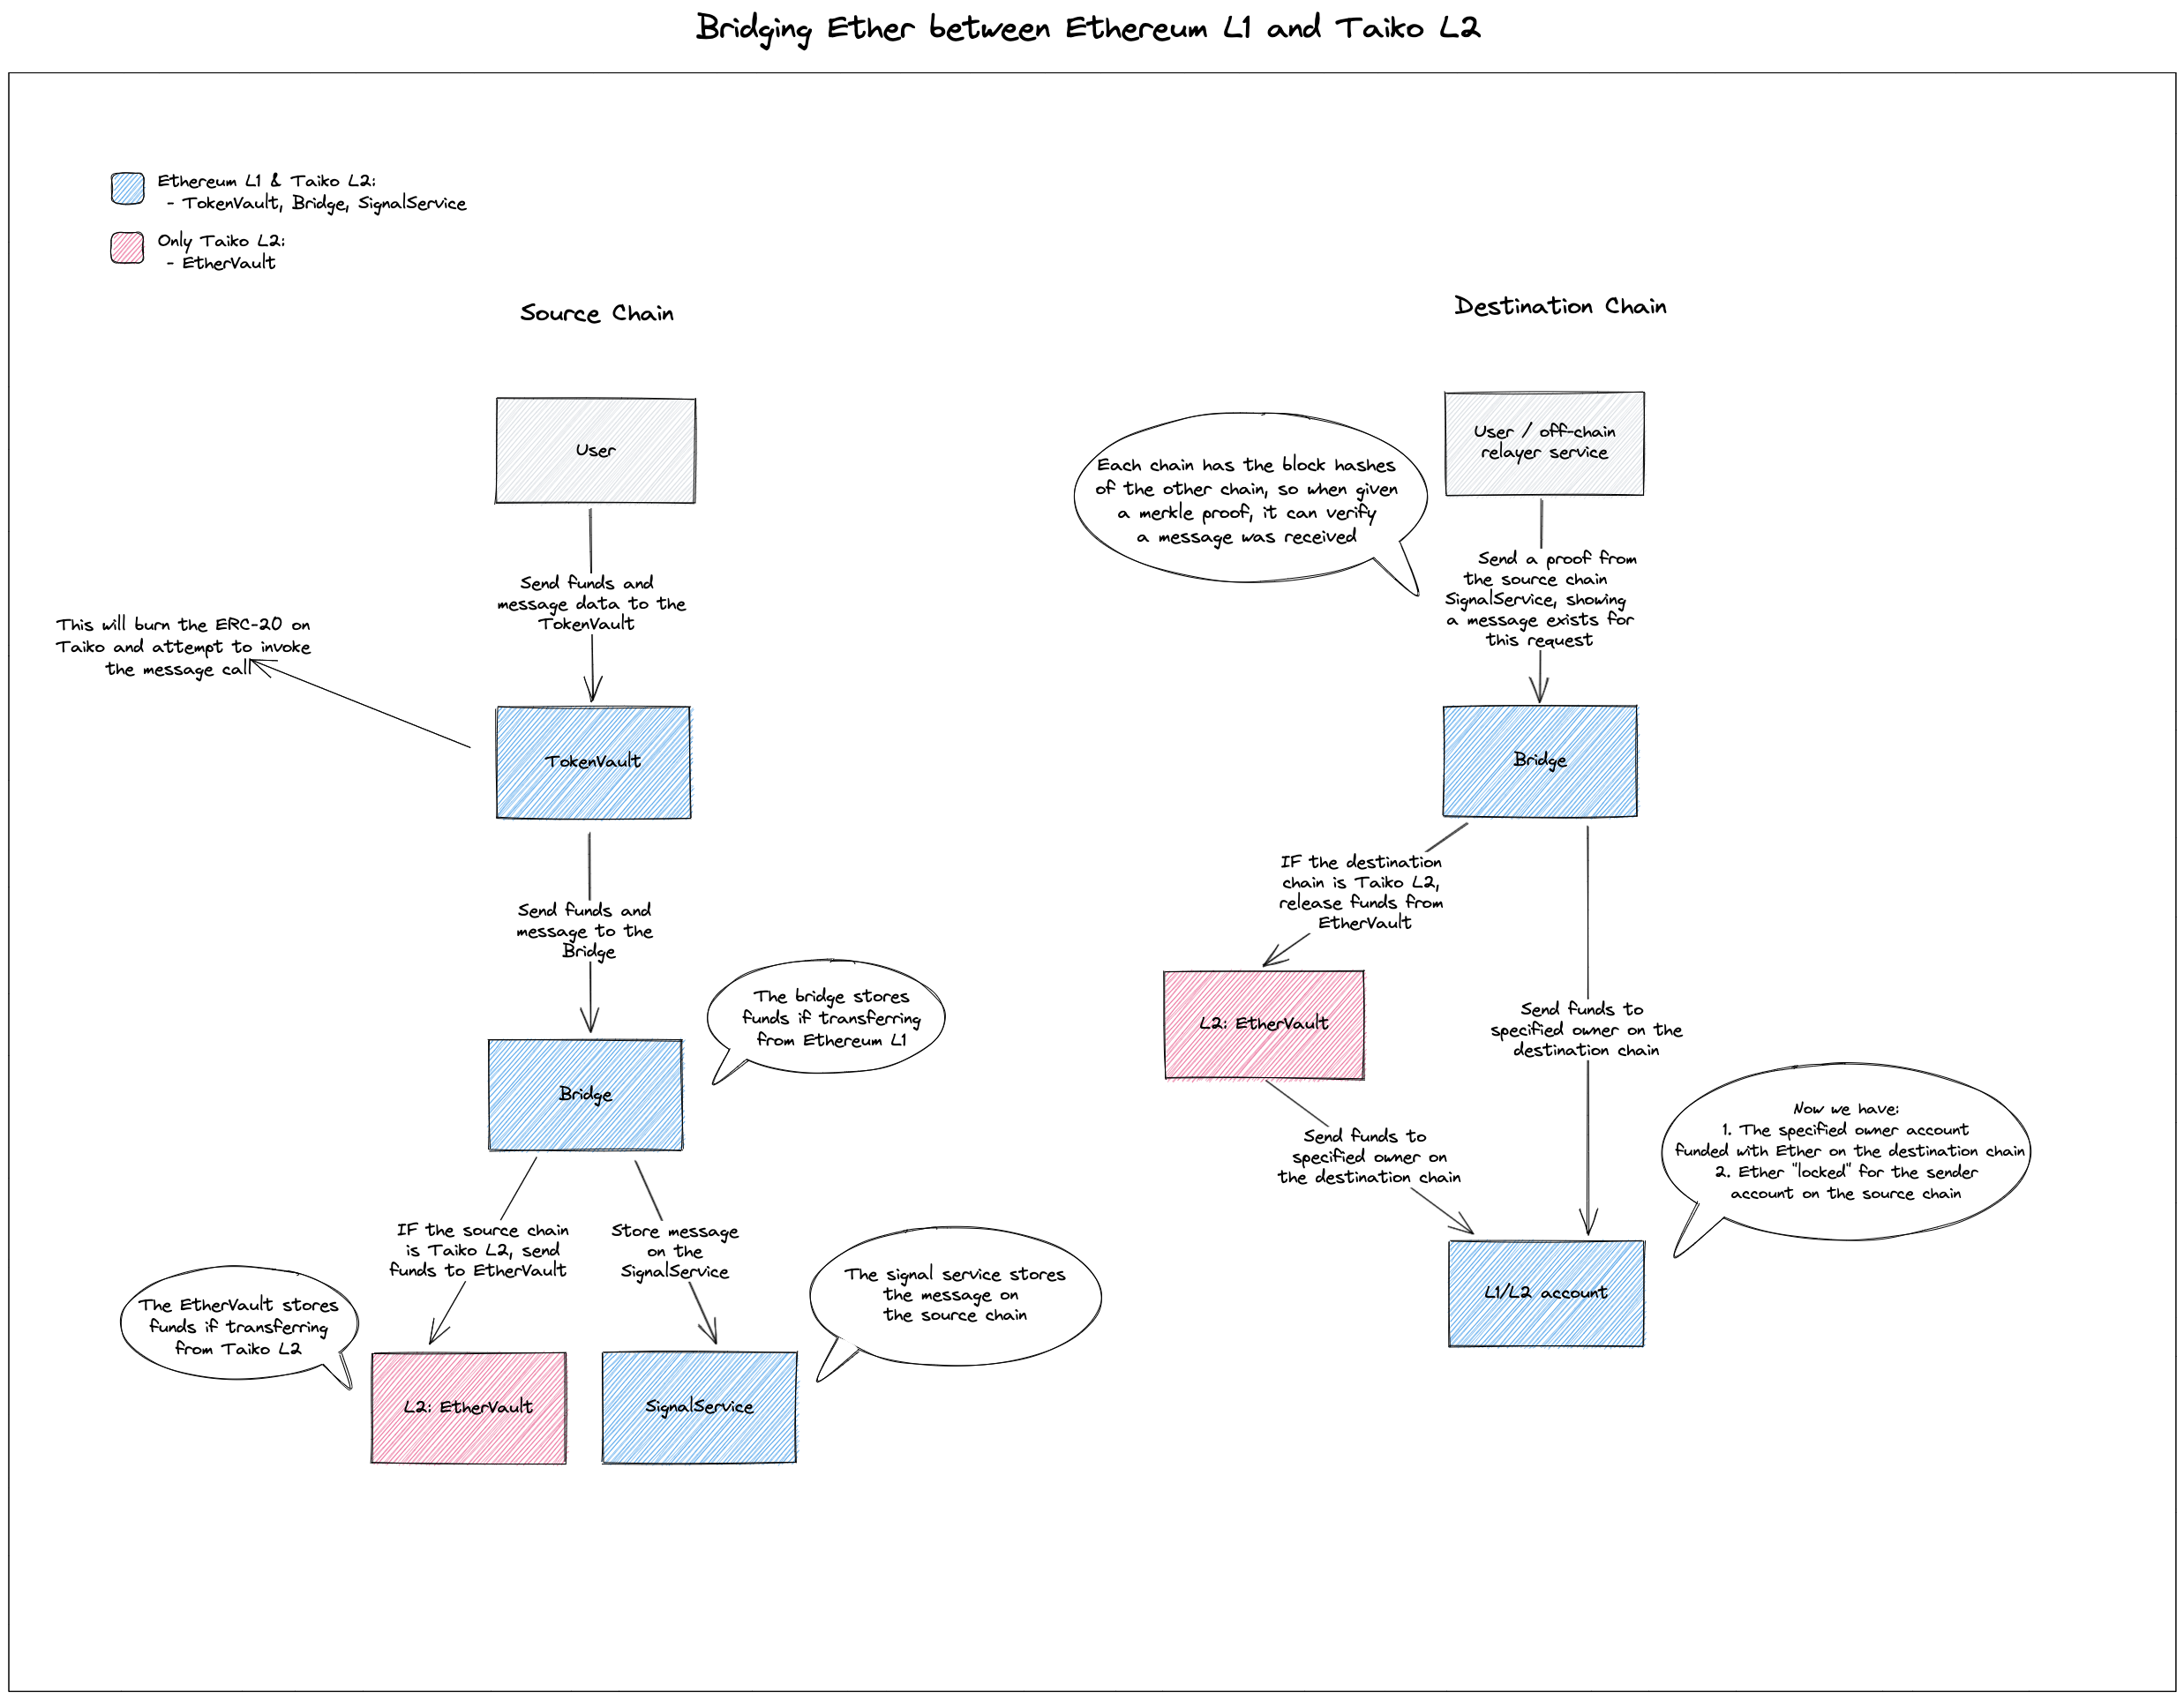 Bridging Ether between Ethereum L1 and Taiko L2
Ethereum L1 & Taiko L2:
- TokenVault, Bridge, SignalService
Only Taiko L2:
- EtherVault
Source Chain
User
Send funds and
message data to the
TokenVault
This will burn the ERC-20 on
Taiko and attempt to invoke
the message call
TokenVault
Send funds and
message to the
Bridge
The bridge stores
funds if transferring
from Ethereum L1
Bridge
IF the source chain
is Taiko L2, send
funds to EtherVault
Store message
on the
SignalService
The EtherVault stores
funds if transferring
from Taiko L2
The signal service stores
the message on
the source chain
L2: EtherVault
SignalService
Destination Chain
User / off-chain
relayer service
Each chain has the block hashes
of the other chain, so when given
a merkle proof, it can verify
a message was received
Send a proof from
the source chain
SignalService, showing
a message exists for
this request
Bridge
IF the destination
chain is Taiko L2,
release funds from
EtherVault
L2: EtherVault
Send funds to
specified owner on the
destination chain
Send funds to
specified owner on
the destination chain
Now we have:
1. The specified owner account
funded with Ether on the destination chain
2. Ether "locked" for the sender
account on the source chain
L1/L2 account